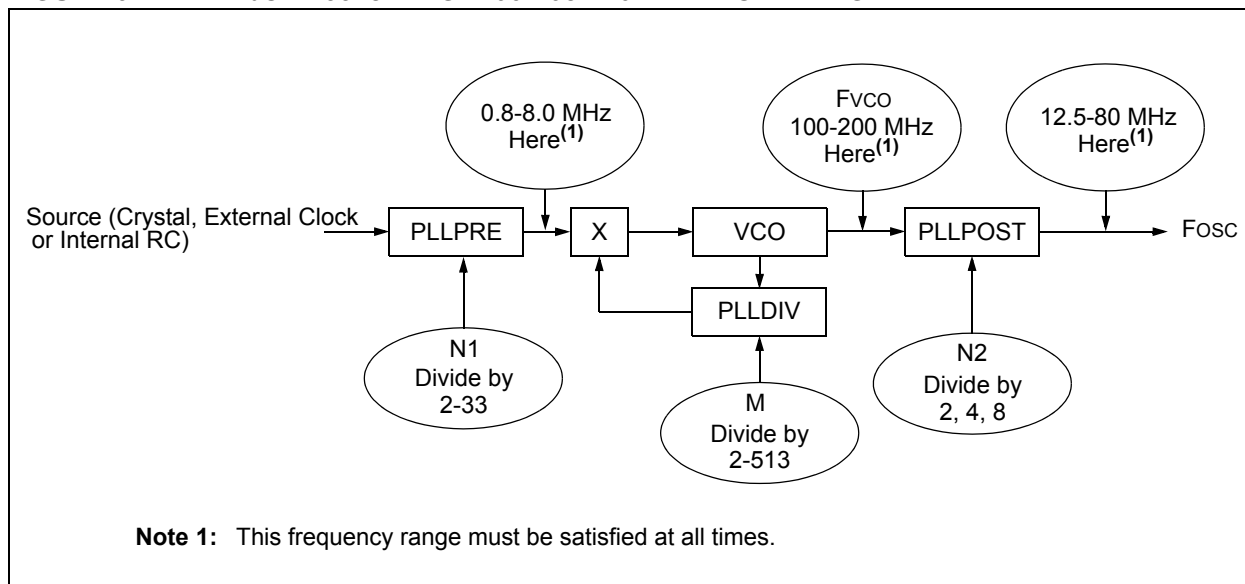 0.8-8.0 MHz
Here(1)
FVCO
100-200 MHz
Here(1)
12.5-80 MHz
Here(1)
Source (Crystal, External Clock
or Internal RC)
PLLPRE
X
VCO
PLLPOST
FOSC
PLLDIV
N1
Divide by
2-33
M
Divide by
2-513
N2
Divide by
2, 4, 8
Note 1: This frequency range must be satisfied at all times.